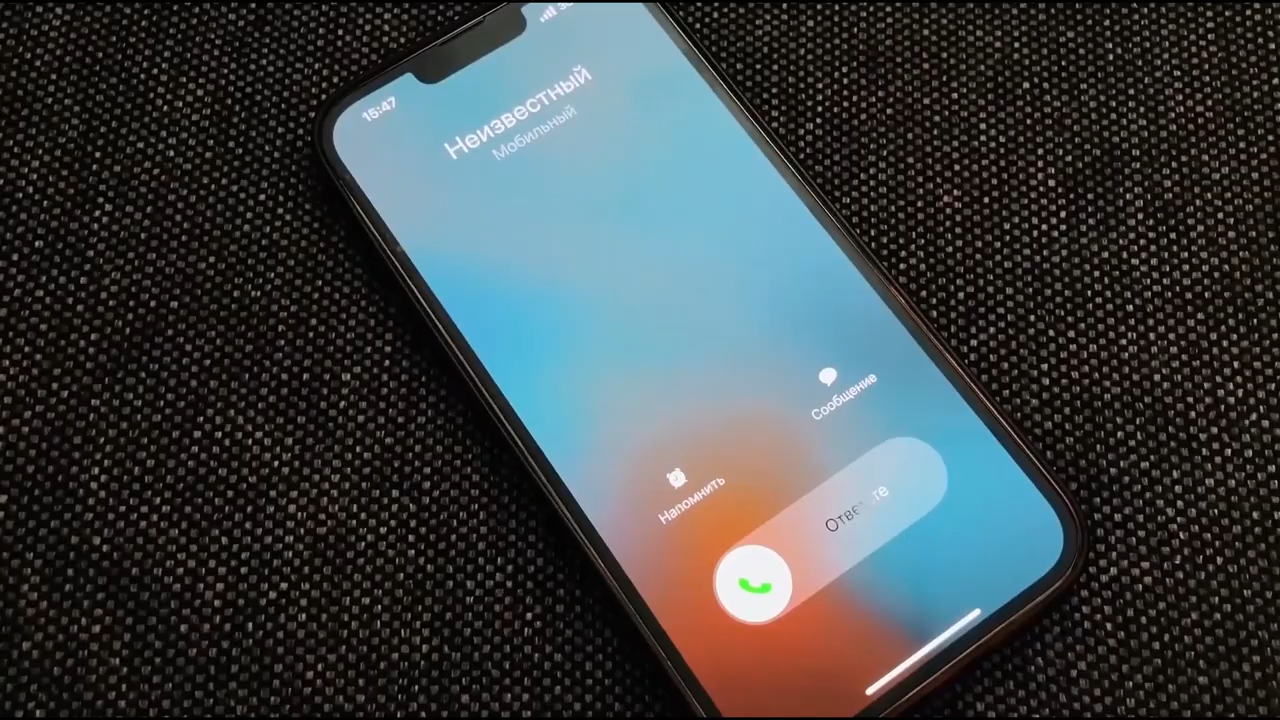 15:47
Неизвестный
Мобильный
Сообщение
Напомнить